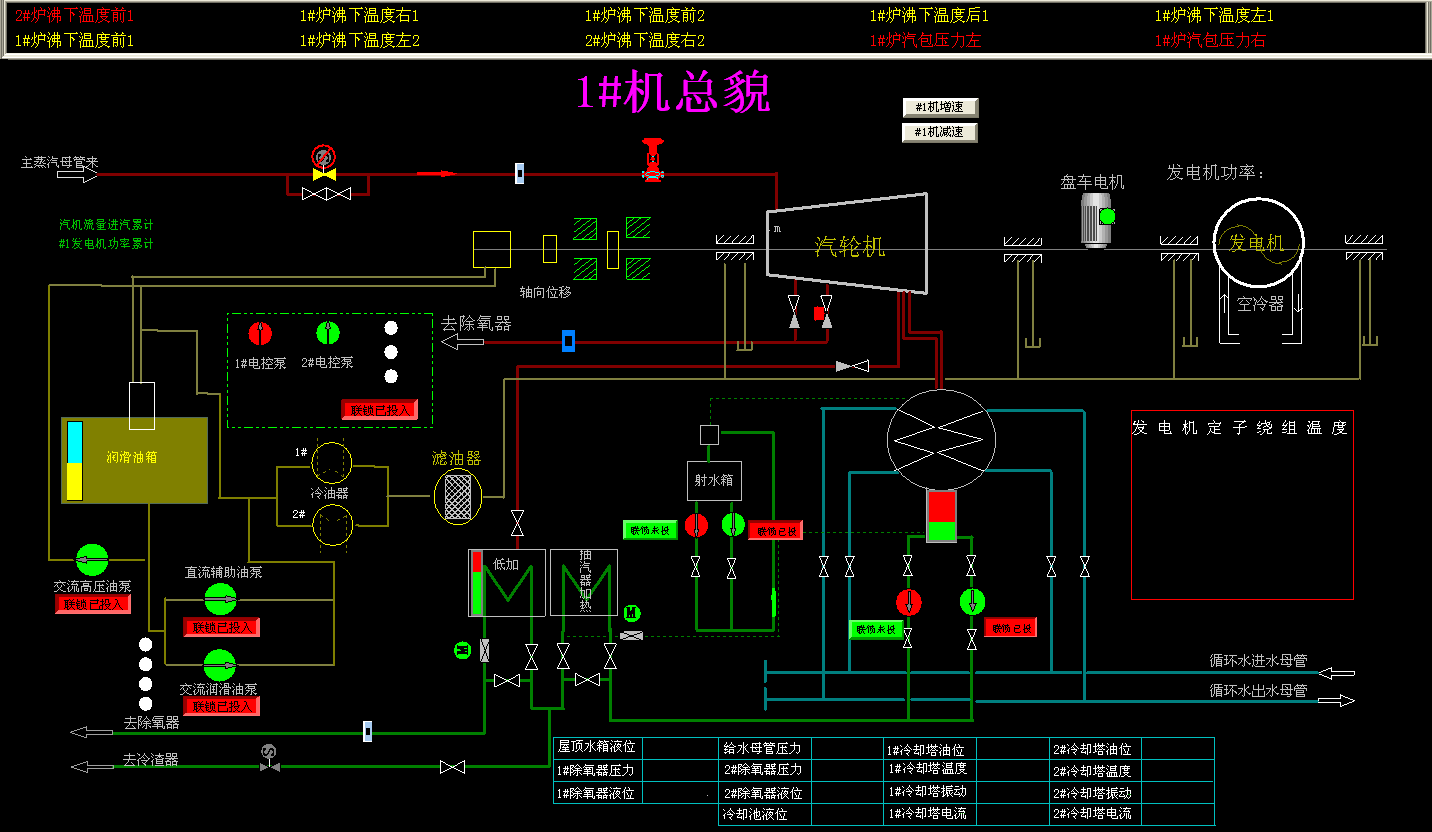 2#炉沸下温度前1 1#炉沸下温度右1 1#炉沸下温度前2 1#炉沸下温度后1 1#炉沸下温度左1
1#炉沸下温度前1 1#炉沸下温度左2 2#炉沸下温度右2 1#炉汽包压力左 1#炉汽包压力右
1#机总貌
#1机增速
#1机减速
主蒸汽母管来
盘车电机
发电机功率:
汽机流量进汽累计
#1发电机功率累计
m
汽轮机
发电机
轴向位移
空冷器
去除氧器
1#电控泵
2#电控泵
联锁已投入
发电机定子绕组温度
润滑油箱
1#
冷油器
2#
滤油器
射水箱
联锁未投
联锁已投
低加
抽汽器加热
M
M
交流高压油泵
联锁已投入
直流辅助油泵
联锁已投入
交流润滑油泵
联锁已投入
联锁未投
联锁已投
循环水进水母管
循环水出水母管
去除氧器
去冷渣器
屋顶水箱液位 给水母管压力 1#冷却塔油位 2#冷却塔油位
1#除氧器压力 2#除氧器压力 1#冷却塔温度 2#冷却塔温度
1#除氧器液位 2#除氧器液位 1#冷却塔振动 2#冷却塔振动
冷却池液位 1#冷却塔电流 2#冷却塔电流